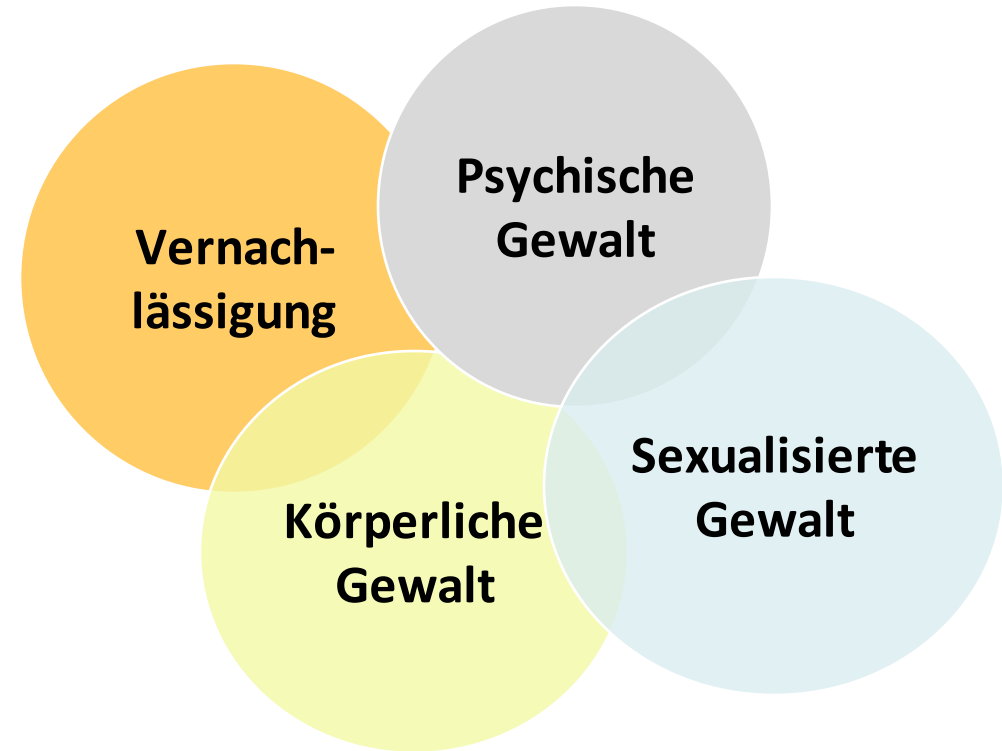 Psychische
Gewalt
Vernach-
lässigung
Sexualisierte
Gewalt
Körperliche
Gewalt